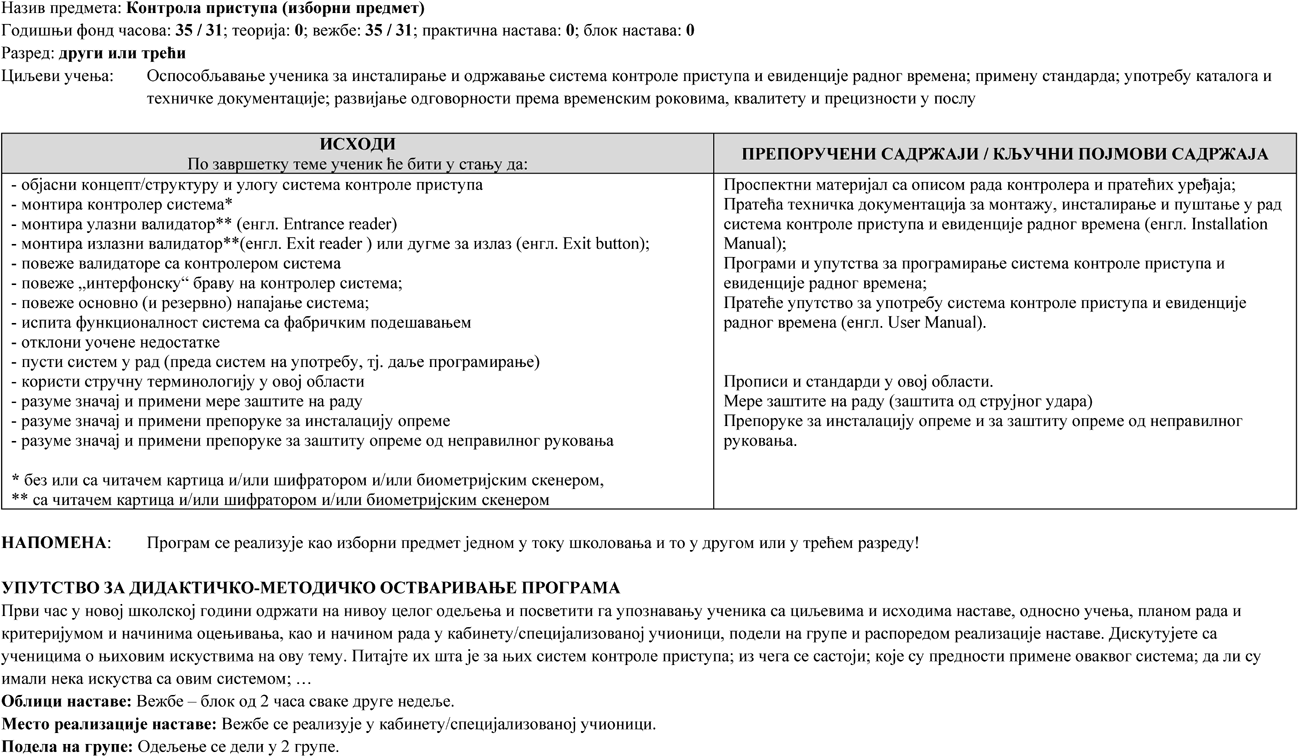 Назив предмета: Контрола приступа (изборни предмет)
Годишњи фонд часова: 35 / 31; теорија: 0; вежбе: 35 / 31; практична настава: 0; блок настава: 0
Разред: други или трећи
Циљеви учења: Оспособљавање ученика за инсталирање и одржавање система контроле приступа и евиденције радног времена; примену стандарда; употребу каталога и
техничке документације; развијање одговорности према временским роковима, квалитету и прецизности у послу
ИСХОДИ
По завршетку теме ученик ће бити у стању да:
- објасни концепт/структуру и улогу система контроле приступа
- монтира контролер система*
- монтира улазни валидатор** (енгл. Entrance reader)
- монтира излазни валидатор**(енгл. Exit reader ) или дугме за излаз (енгл. Exit button);
- повеже валидаторе са контролером система
- повеже „интерфонску“ браву на контролер система;
- повеже основно (и резервно) напајање система;
- испита функционалност система са фабричким подешавањем
- отклони уочене недостатке
- пусти систем у рад (преда систем на употребу, тј. даље програмирање)
- користи стручну терминологију у овој области
- разуме значај и примени мере заштите на раду
- разуме значај и примени препоруке за инсталацију опреме
- разуме значај и примени препоруке за заштиту опреме од неправилног руковања
* без или са читачем картица и/или шифратором и/или биометријским скенером,
** са читачем картица и/или шифратором и/или биометријским скенером
ПРЕПОРУЧЕНИ САДРЖАЈИ / КЉУЧНИ ПОЈМОВИ САДРЖАЈА
Проспектни материјал са описом рада контролера и пратећих уређаја;
Пратећа техничка документација за монтажу, инсталирање и пуштање у рад
система контроле приступа и евиденције радног времена (енгл. Installation
Manual);
Програми и упутства за програмирање система контроле приступа и
евиденције радног времена;
Пратеће упутство за употребу система контроле приступа и евиденције
радног времена (енгл. User Manual).
Прописи и стандарди у овој области.
Мере заштите на раду (заштита од струјног удара)
Препоруке за инсталацију опреме и за заштиту опреме од неправилног
руковања.
НАПОМЕНА: Програм се реализује као изборни предмет једном у току школовања и то у другом или у трећем разреду!
УПУТСТВО ЗА ДИДАКТИЧКО-МЕТОДИЧКО ОСТВАРИВАЊЕ ПРОГРАМА
Први час у новој школској години одржати на нивоу целог одељења и посветити га упознавању ученика са циљевима и исходима наставе, односно учења, планом рада и
критеријумом и начинима оцењивања, као и начином рада у кабинету/специјализованој учионици, подели на групе и распоредом реализације наставе. Дискутујете са
ученицима о њиховим искуствима на ову тему. Питајте их шта је за њих систем контроле приступа; из чега се састоји; које су предности примене оваквог система; да ли су
имали нека искуства са овим системом; …
Облици наставе: Вежбе – блок од 2 часа сваке друге недеље.
Место реализације наставе: Вежбе се реализује у кабинету/специјализованој учионици.
Подела на групе: Одељење се дели у 2 групе.